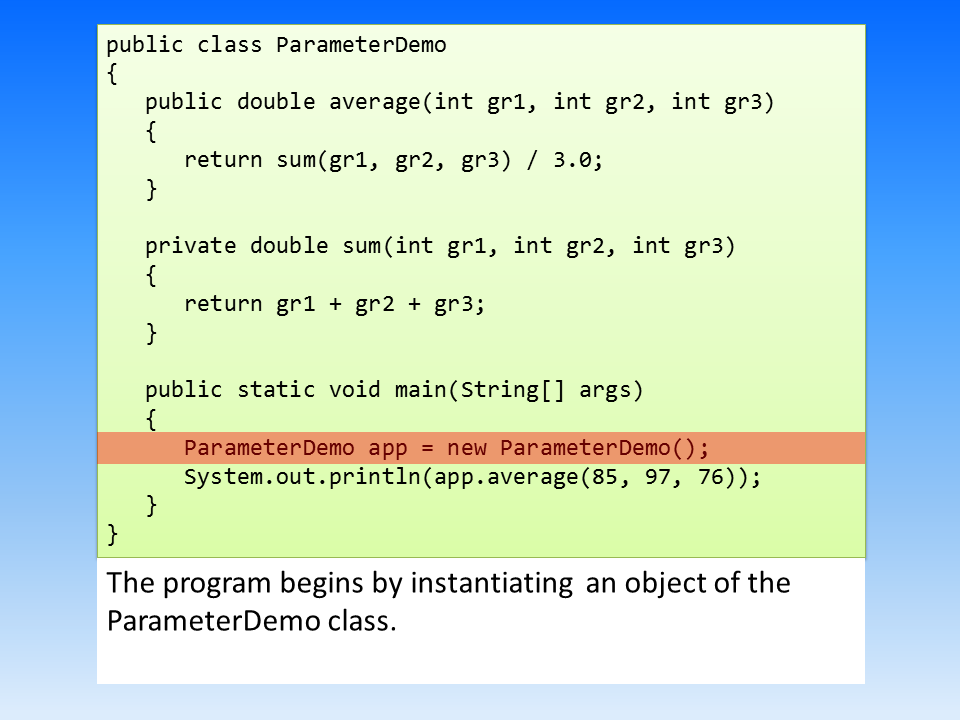 public class ParameterDemo
{
   public double average(int gr1, int gr2, int gr3)
   {
      return sum(gr1, gr2, gr3) / 3.0;
   }

   private double sum(int gr1, int gr2, int gr3)
   {
      return gr1 + gr2 + gr3;
   }

   public static void main(String[] args)
   {
      ParameterDemo app = new ParameterDemo();
      System.out.println(app.average(85, 97, 76));
   }
}
The program begins by instantiating an object of the
ParameterDemo class.